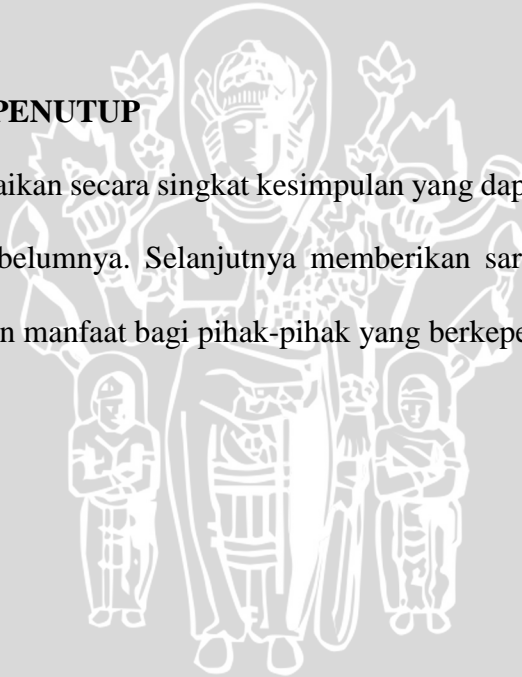 PENUTUP
aikan secara singkat kesimpulan yang dap
belumnya. Selanjutnya memberikan sar
n manfaat bagi pihak-pihak yang berkepe